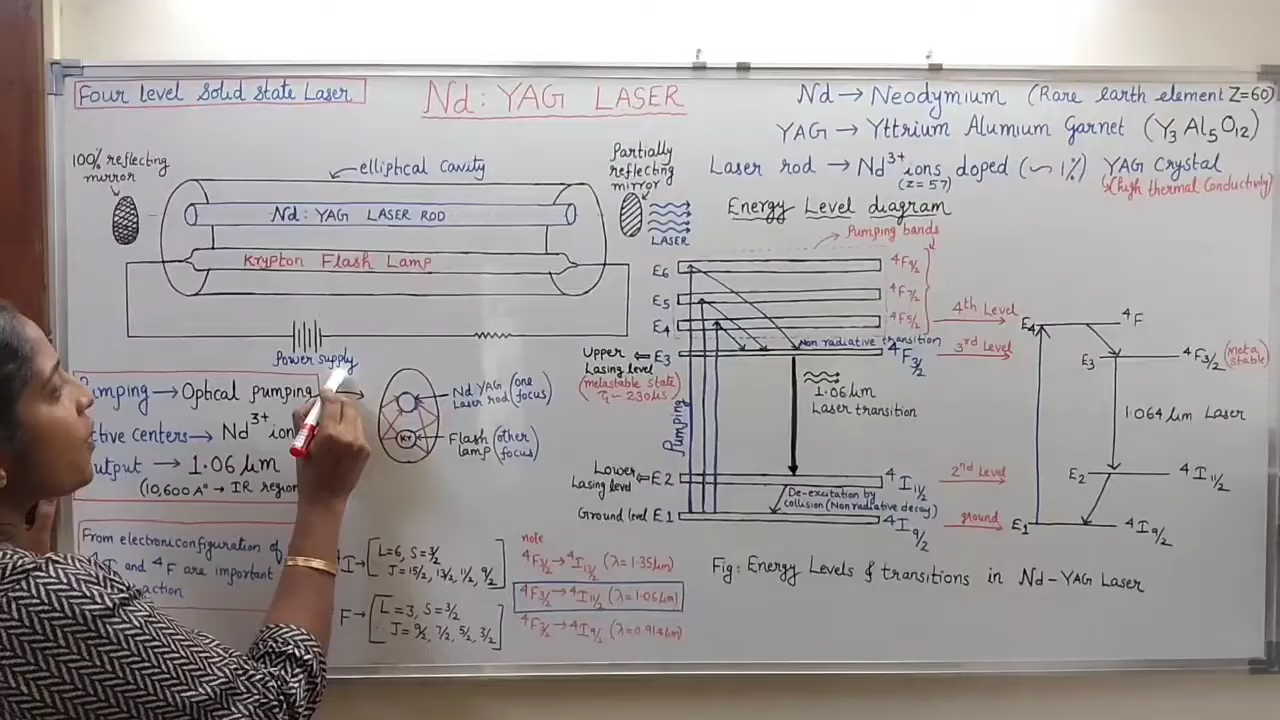 Four Level Solid State Laser
Nd : YAG LASER
Nd → Neodymium (Rare earth element Z=60)
YAG → Yttrium Alumium Garnet (Y3 Al5 O12)
Laser rod → Nd3+ ions doped (~ 1%) YAG Crystal
(z = 57)
(high thermal conductivity)
100% reflecting
mirror
elliptical cavity
Partially
reflecting
mirror
Nd: YAG LASER ROD
Krypton Flash Lamp
LASER
Power supply
Optical pumping
Nd3+ ion
→ 1.06 μm
(10,600 A° → IR region
Nd YAG (one
Laser rod focus)
Kr
Flash (other
lamp focus)
From electronic configuration of
and 4F are important
4I → [ L=6, S=3/2
J = 15/2, 13/2, 11/2, 9/2 ]
F → [ L = 3, S = 3/2
J = 9/2, 7/2, 5/2, 3/2 ]
note
4F3/2 → 4I13/2 (λ = 1.35μm)
4F3/2 → 4I11/2 (λ = 1.06μm)
4F3/2 → 4I9/2 (λ = 0.914μm)
Energy Level diagram
Pumping bands
E6 4F9/2
E5 4F7/2
E4 4F5/2
4th Level
Non radiative transition
Upper
Lasing level
E3 4F3/2
3rd Level
(metastable state
~ 230μs)
1.06μm
Laser transition
Pumping
Lower
Lasing level
E2 4I11/2
2nd Level
De-excitation by
collision (Non radiative decay)
Ground level E1 4I9/2
ground
E4 4F
E3 4F3/2 (meta
stable)
1.064μm Laser
E2 4I11/2
E1 4I9/2
Fig: Energy Levels & transitions in Nd-YAG Laser